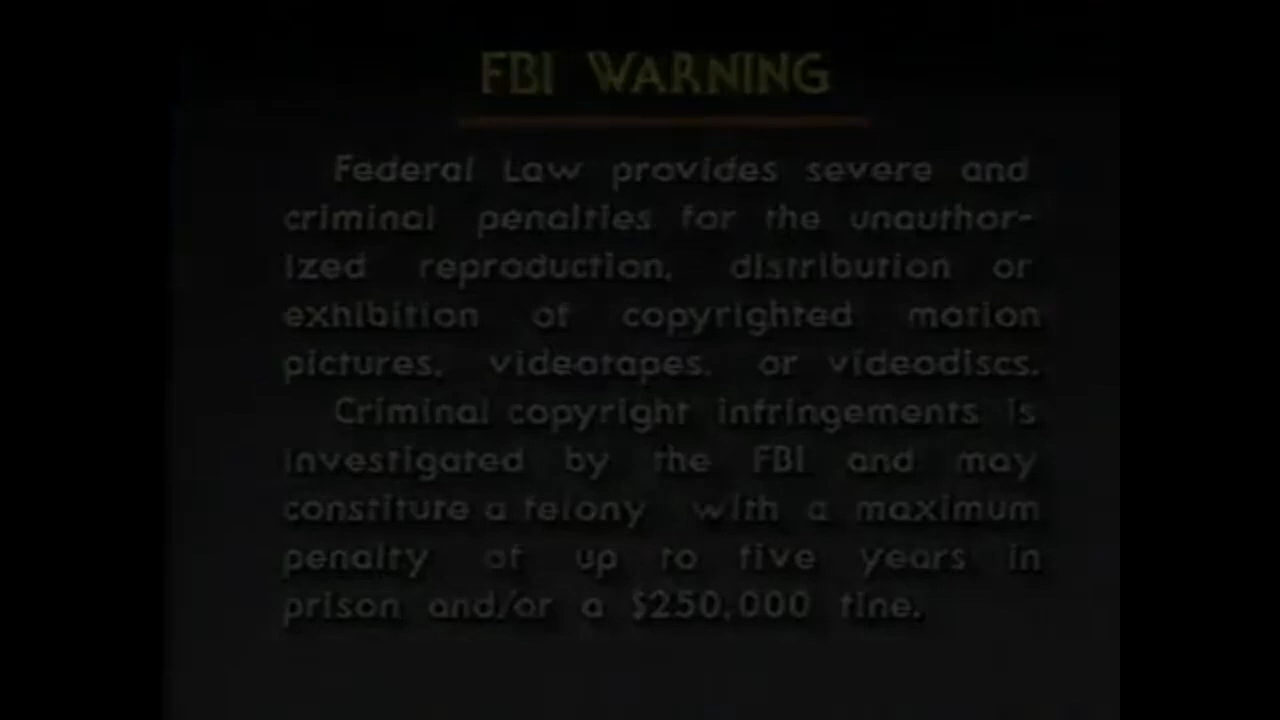 FBI WARNING
Federal Law provides severe and
criminal penalties for the unauthor-
ized reproduction, distribution or
exhibition of copyrighted motion
pictures, videotapes, or videodiscs.
Criminal copyright infringements is
investigated by the FBI and may
constitute a felony with a maximum
penalty of up to five years in
prison and/or a $250,000 fine.